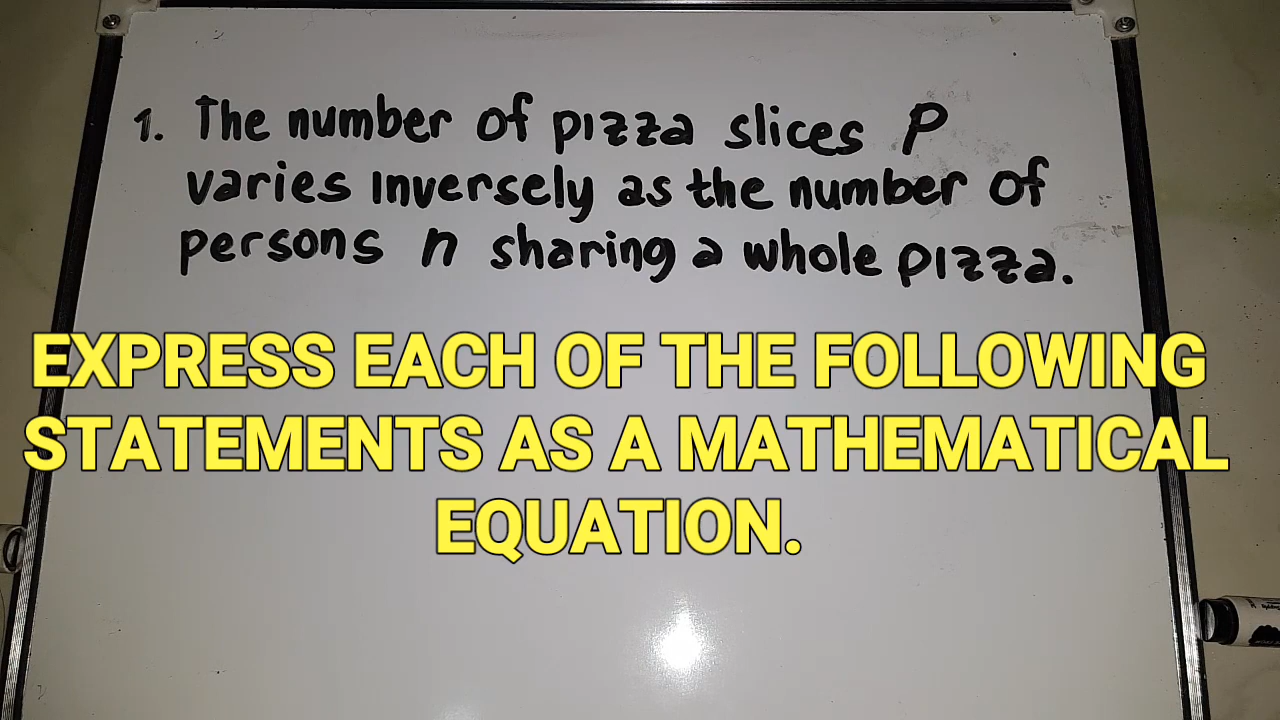 1. The number of pizza slices P
varies inversely as the number of
persons n sharing a whole pizza.
EXPRESS EACH OF THE FOLLOWING
STATEMENTS AS A MATHEMATICAL
EQUATION.